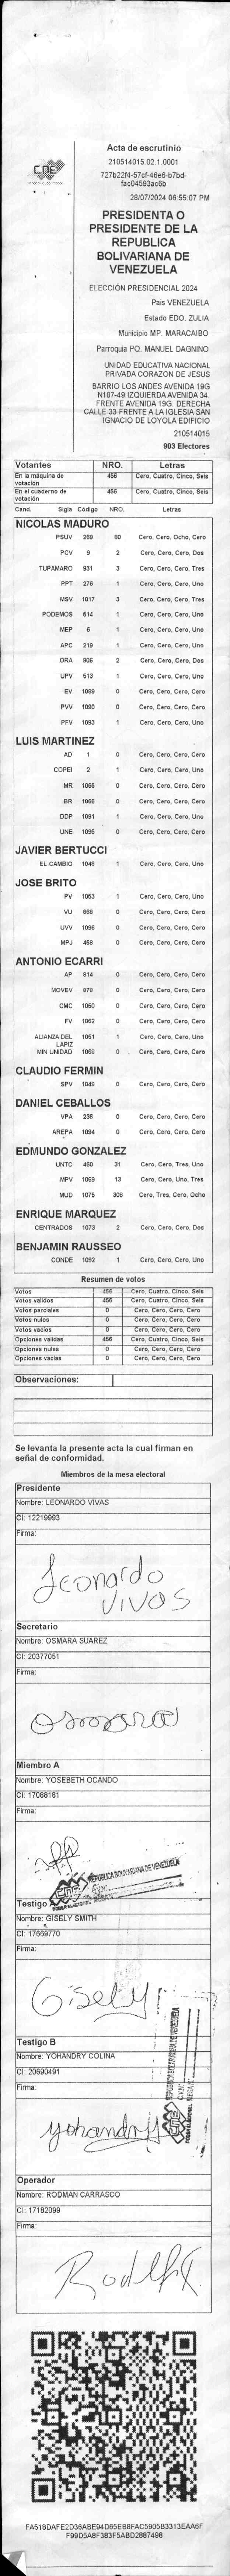 CNE
Acta de escrutinio
210514015.02.1.0001
727b22f4-57cf-46e6-b7bd-
fac04593ac6b
28/07/2024 06:55:07 PM
PRESIDENTA O
PRESIDENTE DE LA
REPUBLICA
BOLIVARIANA DE
VENEZUELA
ELECCIÓN PRESIDENCIAL 2024
Pais VENEZUELA
Estado EDO. ZULIA
Municipio MP. MARACAIBO
Parroquia PQ. MANUEL DAGNINO
UNIDAD EDUCATIVA NACIONAL
PRIVADA CORAZON DE JESUS
BARRIO LOS ANDES AVENIDA 19G
N107-49 IZQUIERDA AVENIDA 34.
FRENTE AVENIDA 19G. DERECHA
CALLE 33 FRENTE A LA IGLESIA SAN
IGNACIO DE LOYOLA EDIFICIO
210514015
903 Electores
Votantes NRO. Letras
En la máquina de votación 456 Cero, Cuatro, Cinco, Seis
En el cuaderno de votación 456 Cero, Cuatro, Cinco, Seis
Cand. Sigla Código NRO. Letras
NICOLAS MADURO
PSUV 269 80 Cero, Cero, Ocho, Cero
PCV 9 2 Cero, Cero, Cero, Dos
TUPAMARO 931 3 Cero, Cero, Cero, Tres
PPT 276 1 Cero, Cero, Cero, Uno
MSV 1017 3 Cero, Cero, Cero, Tres
PODEMOS 514 1 Cero, Cero, Cero, Uno
MEP 6 1 Cero, Cero, Cero, Uno
APC 219 1 Cero, Cero, Cero, Uno
ORA 906 2 Cero, Cero, Cero, Dos
UPV 513 1 Cero, Cero, Cero, Uno
EV 1089 0 Cero, Cero, Cero, Cero
PVV 1090 0 Cero, Cero, Cero, Cero
PFV 1093 1 Cero, Cero, Cero, Uno
LUIS MARTINEZ
AD 1 0 Cero, Cero, Cero, Cero
COPEI 2 1 Cero, Cero, Cero, Uno
MR 1065 0 Cero, Cero, Cero, Cero
BR 1066 0 Cero, Cero, Cero, Cero
DDP 1091 1 Cero, Cero, Cero, Uno
UNE 1095 0 Cero, Cero, Cero, Cero
JAVIER BERTUCCI
EL CAMBIO 1048 1 Cero, Cero, Cero, Uno
JOSE BRITO
PV 1053 1 Cero, Cero, Cero, Uno
VU 868 0 Cero, Cero, Cero, Cero
UVV 1096 0 Cero, Cero, Cero, Cero
MPJ 458 0 Cero, Cero, Cero, Cero
ANTONIO ECARRI
AP 814 0 Cero, Cero, Cero, Cero
MOVEV 878 0 Cero, Cero, Cero, Cero
CMC 1050 0 Cero, Cero, Cero, Cero
FV 1062 0 Cero, Cero, Cero, Cero
ALIANZA DEL LAPIZ 1051 1 Cero, Cero, Cero, Uno
MIN UNIDAD 1068 0 Cero, Cero, Cero, Cero
CLAUDIO FERMIN
SPV 1049 0 Cero, Cero, Cero, Cero
DANIEL CEBALLOS
VPA 236 0 Cero, Cero, Cero, Cero
AREPA 1094 0 Cero, Cero, Cero, Cero
EDMUNDO GONZALEZ
UNTC 460 31 Cero, Cero, Tres, Uno
MPV 1069 13 Cero, Cero, Uno, Tres
MUD 1075 308 Cero, Tres, Cero, Ocho
ENRIQUE MARQUEZ
CENTRADOS 1073 2 Cero, Cero, Cero, Dos
BENJAMIN RAUSSEO
CONDE 1092 1 Cero, Cero, Cero, Uno
Resumen de votos
Votos 456 Cero, Cuatro, Cinco, Seis
Votos validos 456 Cero, Cuatro, Cinco, Seis
Votos parciales 0 Cero, Cero, Cero, Cero
Votos nulos 0 Cero, Cero, Cero, Cero
Votos vacios 0 Cero, Cero, Cero, Cero
Opciones validas 456 Cero, Cuatro, Cinco, Seis
Opciones nulas 0 Cero, Cero, Cero, Cero
Opciones vacias 0 Cero, Cero, Cero, Cero
Observaciones:
Se levanta la presente acta la cual firman en
señal de conformidad.
Miembros de la mesa electoral
Presidente
Nombre: LEONARDO VIVAS
CI: 12219993
Firma:
Leonardo
Vivas
Secretario
Nombre: OSMARA SUAREZ
CI: 20377051
Firma:
Osmara
Miembro A
Nombre: YOSEBETH OCANDO
CI: 17088181
Firma:
REPUBLICA BOLIVARIANA DE VENEZUELA
CNE
Testigo A
Nombre: GISELY SMITH
CI: 17669770
Firma:
Gisely
Testigo B
Nombre: YOHANDRY COLINA
CI: 20690491
Firma:
yohandry
REPUBLICA BOLIVARIANA DE VENEZUELA
CNE
Operador
Nombre: RODMAN CARRASCO
CI: 17182099
Firma:
FA518DAFE2D36ABE94D65EB8FAC5905B3313EAA6F
F99D5A8F383F5ABD2887498